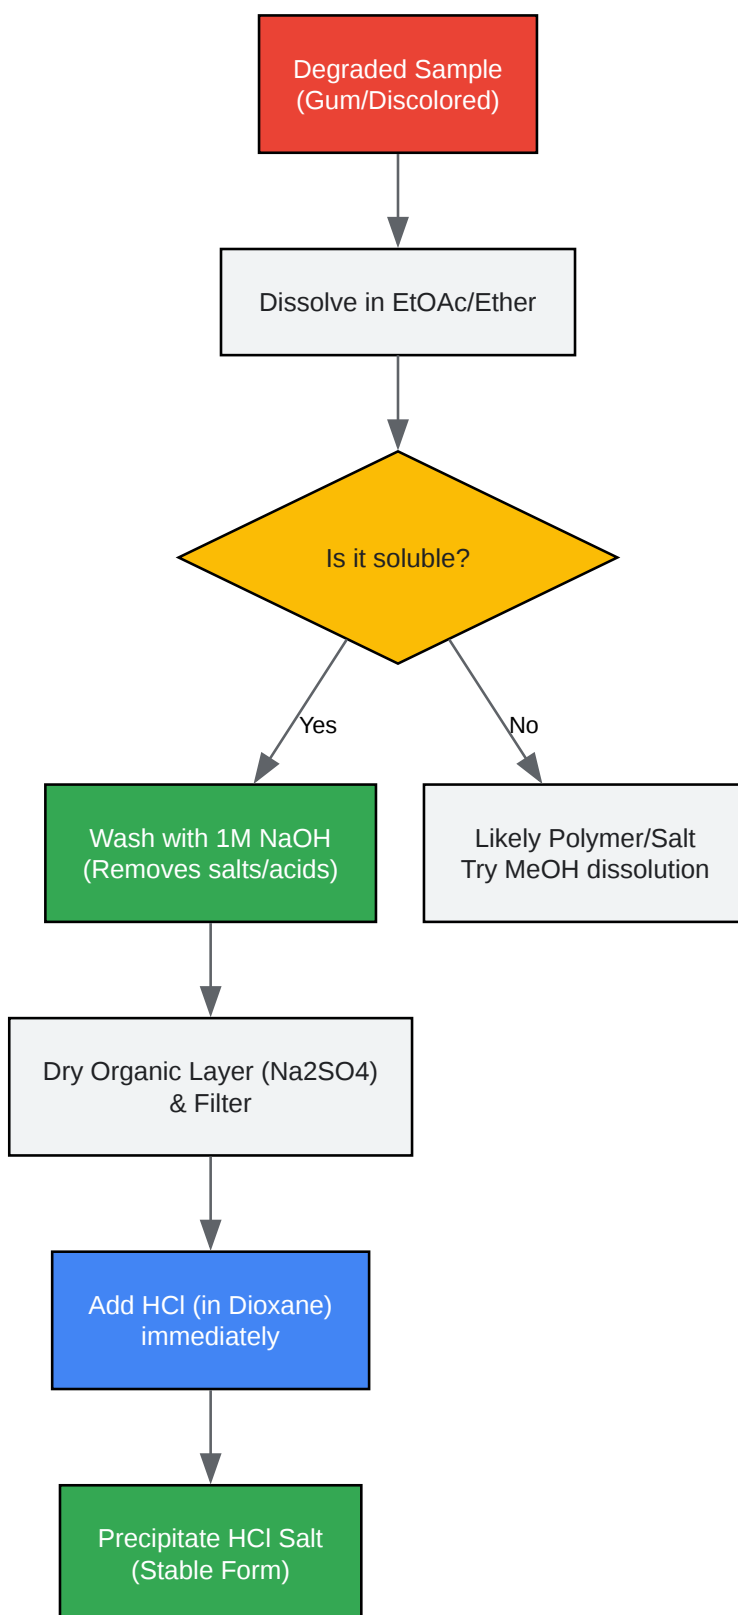 Degraded Sample
(Gum/Discolored)
Dissolve in EtOAc/Ether
Is it soluble?
Yes
No
Wash with 1M NaOH
(Removes salts/acids)
Likely Polymer/Salt
Try MeOH dissolution
Dry Organic Layer (Na2SO4)
& Filter
Add HCl (in Dioxane)
immediately
Precipitate HCl Salt
(Stable Form)